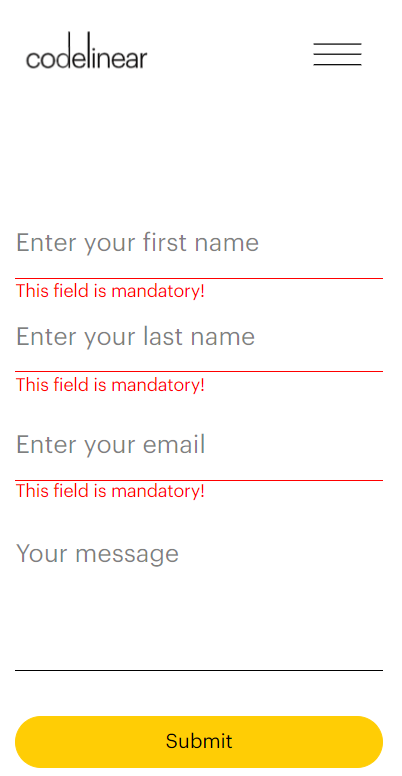 codelinear
Enter your first name
This field is mandatory!
Enter your last name
This field is mandatory!
Enter your email
This field is mandatory!
Your message
Submit